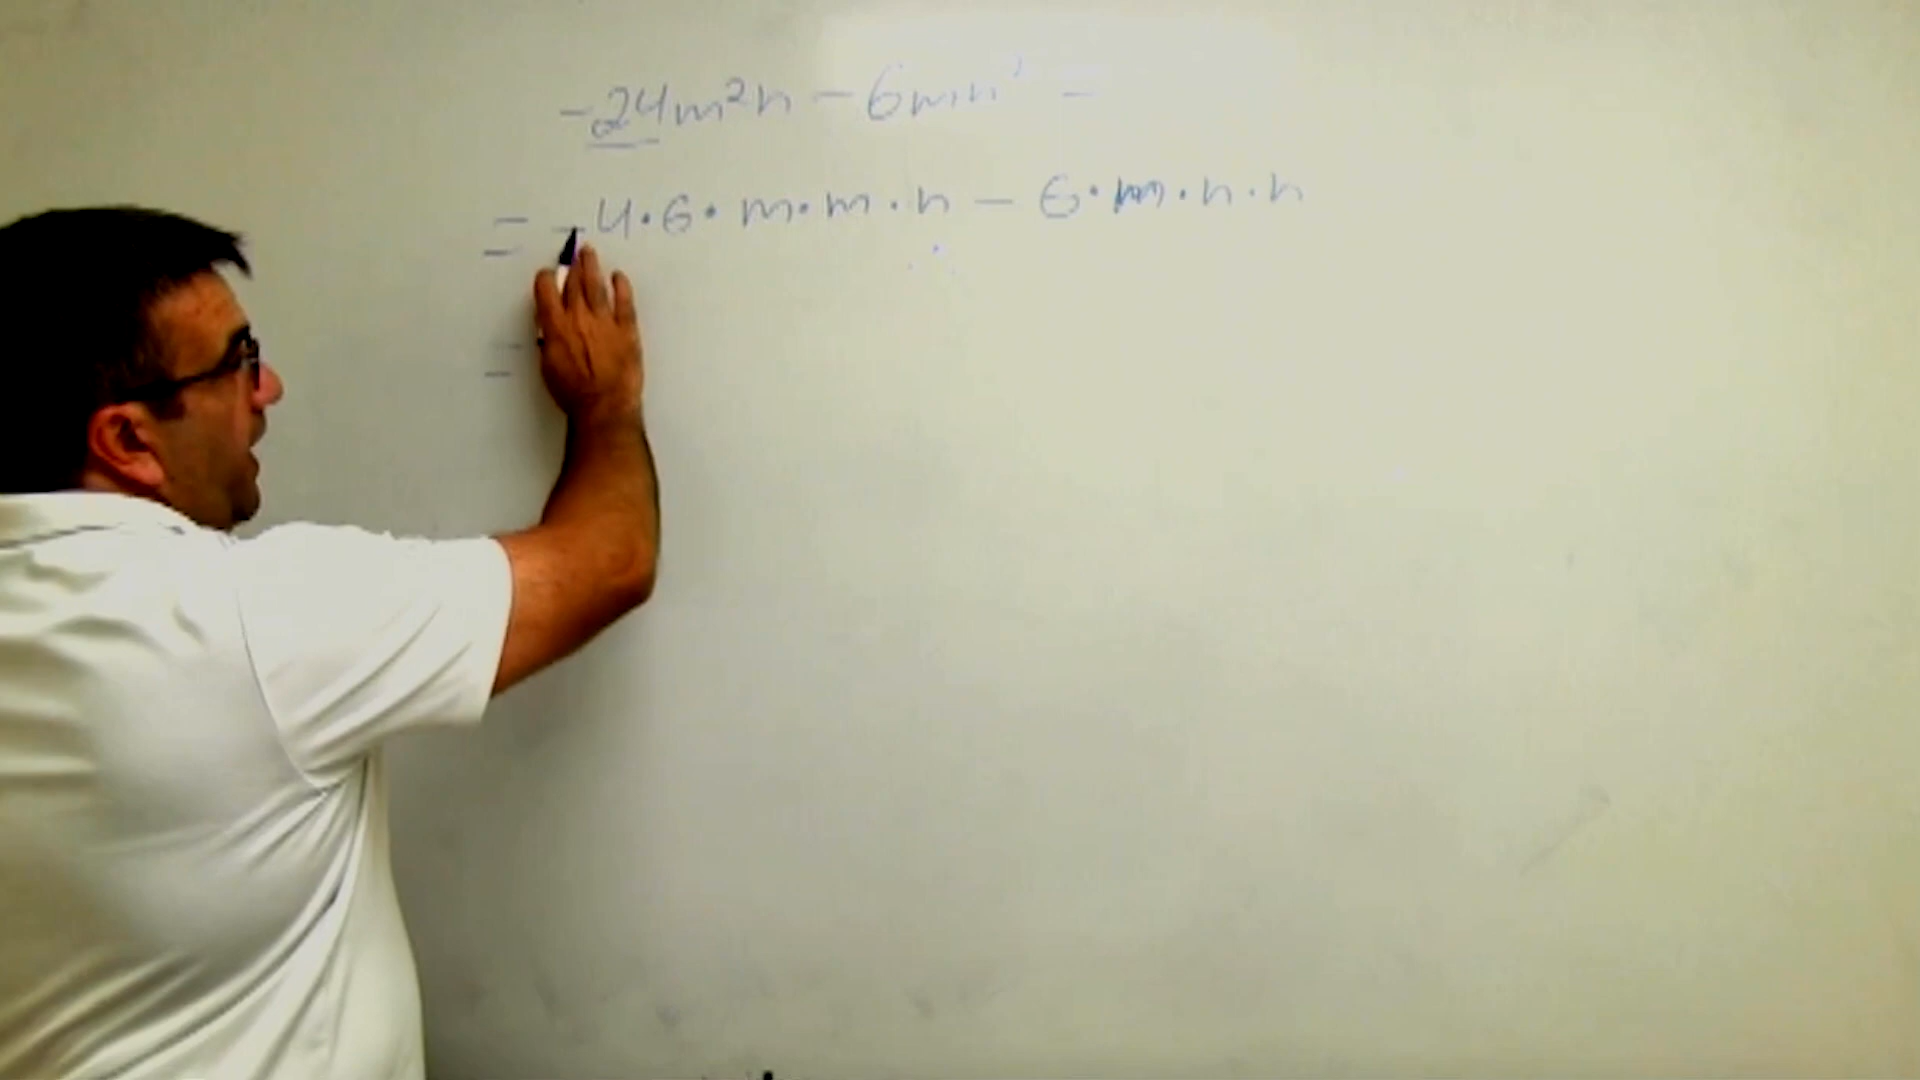 -24m²n - 6mn² =
= -4·6·m·m·n - 6·m·n·n
=